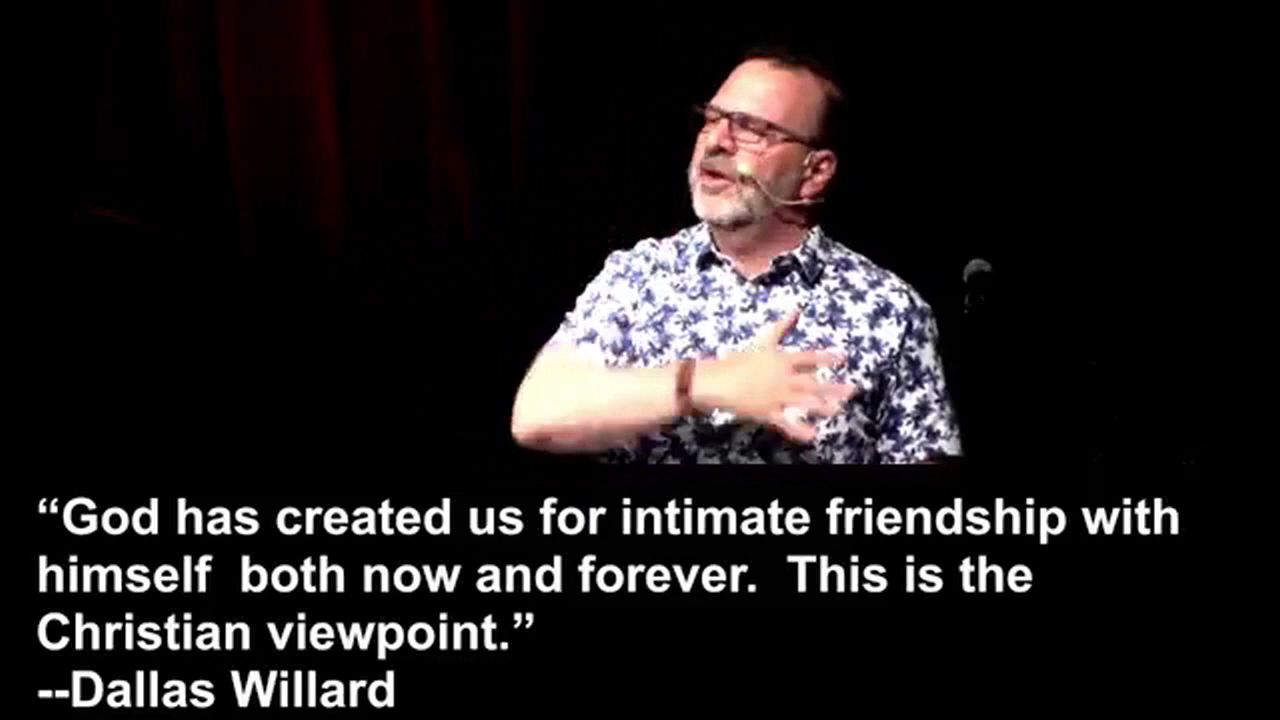 “God has created us for intimate friendship with
himself  both now and forever.  This is the
Christian viewpoint.”
--Dallas Willard